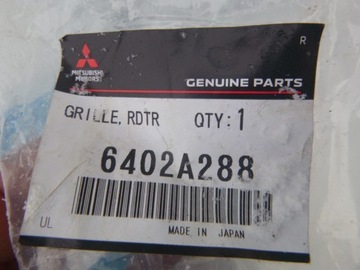 R
MITSUBISHI
MOTORS
GENUINE PARTS
GRILLE, RDTR QTY: 1
6402A288
UL
MADE IN JAPAN